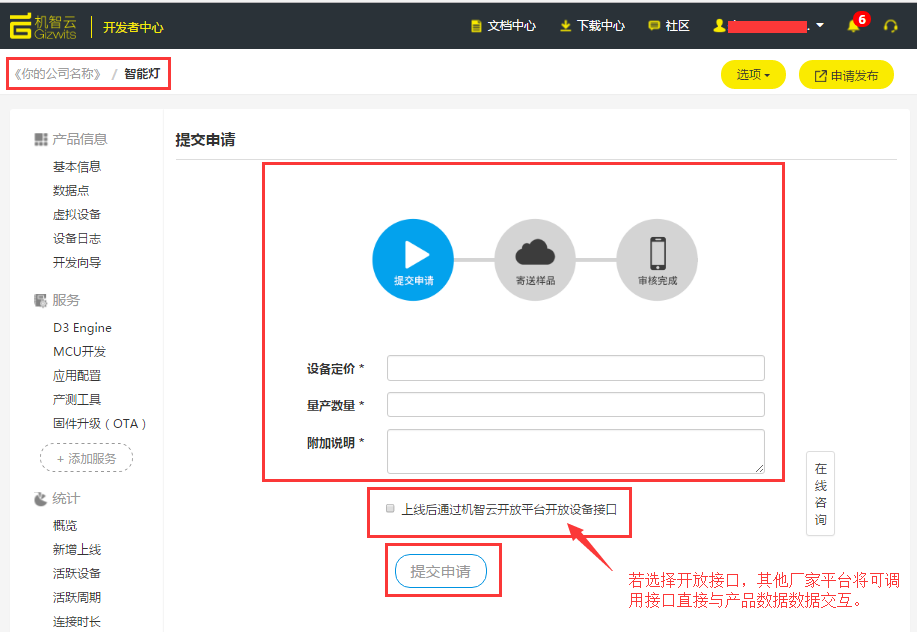 机智云
Gizwits
开发者中心
文档中心
下载中心
社区
6
《你的公司名称》 / 智能灯
选项
申请发布
产品信息
基本信息
数据点
虚拟设备
设备日志
开发向导
服务
D3 Engine
MCU开发
应用配置
产测工具
固件升级（OTA）
+ 添加服务
统计
概览
新增上线
活跃设备
活跃周期
连接时长
提交申请
提交申请
寄送样品
审核完成
设备定价 *
量产数量 *
附加说明 *
上线后通过机智云开放平台开放设备接口
提交申请
若选择开放接口，其他厂家平台将可调
用接口直接与产品数据数据交互。
在
线
咨
询